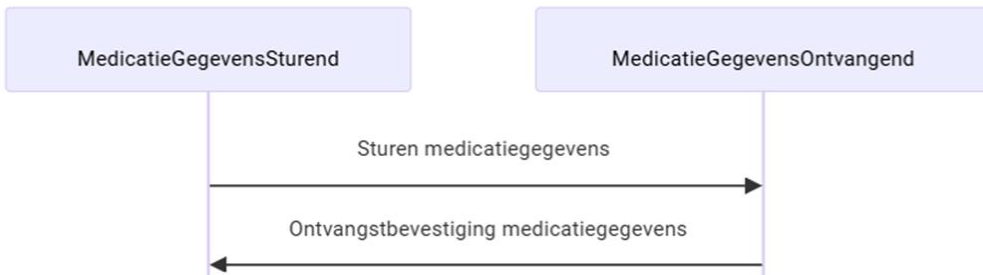 MedicatieGegevensSturend
MedicatieGegevensOntvangend
Sturen medicatiegegevens
Ontvangstbevestiging medicatiegegevens